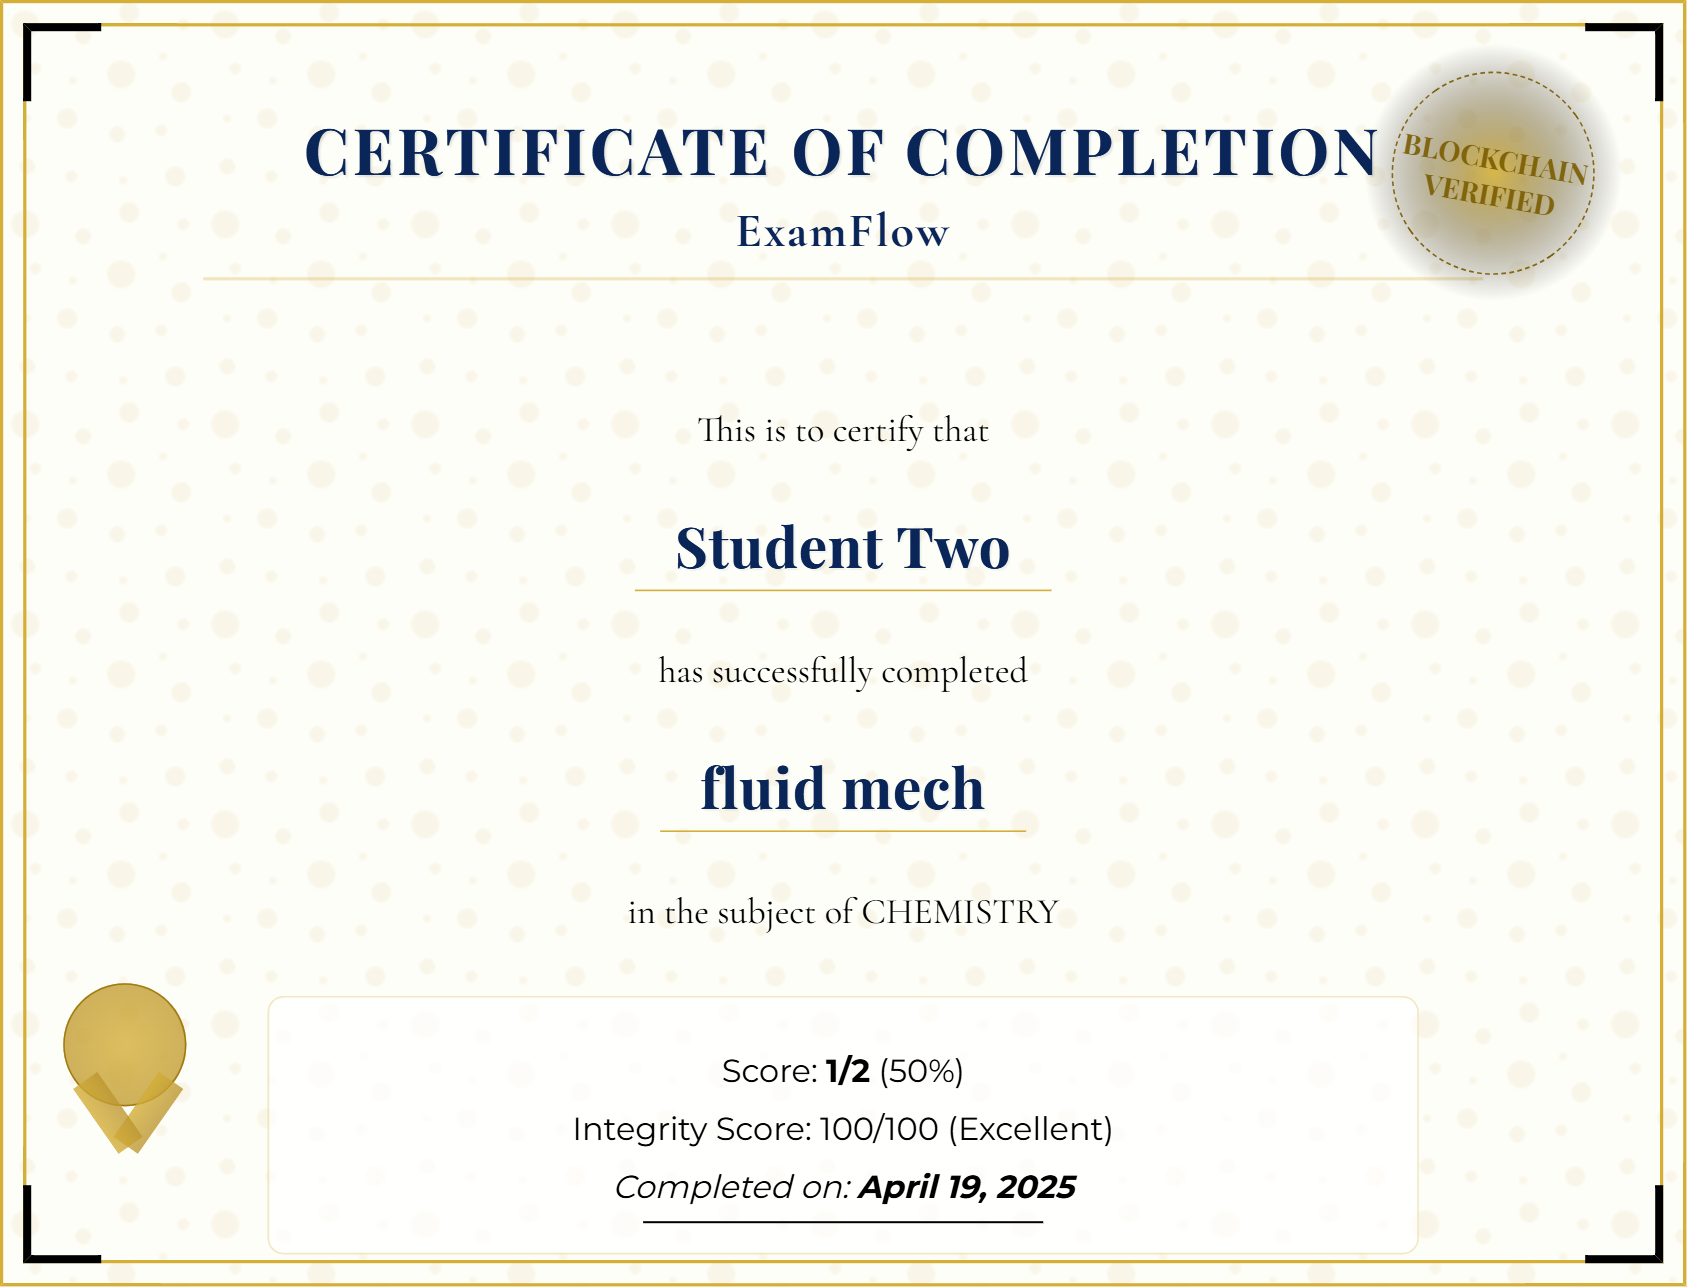 CERTIFICATE OF COMPLETION
BLOCKCHAIN
VERIFIED
ExamFlow
This is to certify that
Student Two
has successfully completed
fluid mech
in the subject of CHEMISTRY
Score: 1/2 (50%)
Integrity Score: 100/100 (Excellent)
Completed on: April 19, 2025